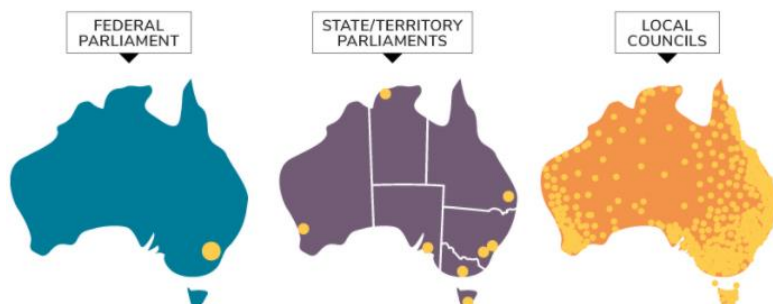 FEDERAL
PARLIAMENT
STATE/TERRITORY
PARLIAMENTS
LOCAL
COUNCILS